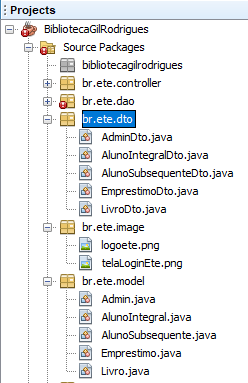 Projects
BibliotecaGilRodrigues
Source Packages
bibliotecagilrodrigues
br.ete.controller
br.ete.dao
br.ete.dto
AdminDto.java
AlunoIntegralDto.java
AlunoSubsequenteDto.java
EmprestimoDto.java
LivroDto.java
br.ete.image
logoete.png
telaLoginEte.png
br.ete.model
Admin.java
AlunoIntegral.java
AlunoSubsequente.java
Emprestimo.java
Livro.java